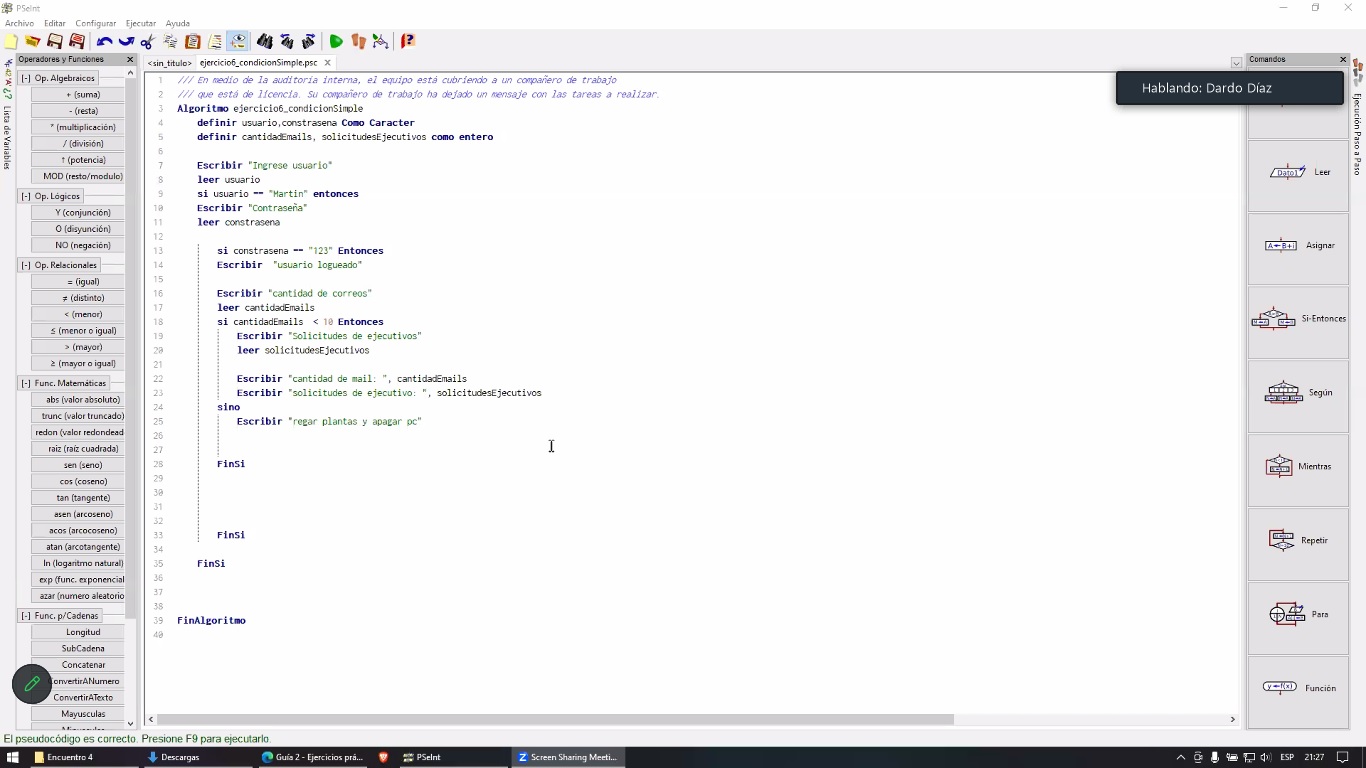 PSeInt
Archivo Editar Configurar Ejecutar Ayuda
Operadores y Funciones
<sin_titulo> ejercicio6_condicionSimple.psc
Comandos
Lista de Variables
[-] Op. Algebraicos
+ (suma)
- (resta)
* (multiplicación)
/ (división)
↑ (potencia)
MOD (resto/modulo)
[-] Op. Lógicos
Y (conjunción)
O (disyunción)
NO (negación)
[-] Op. Relacionales
= (igual)
≠ (distinto)
< (menor)
≤ (menor o igual)
> (mayor)
≥ (mayor o igual)
[-] Func. Matemáticas
abs (valor absoluto)
trunc (valor truncado)
redon (valor redondead
raiz (raíz cuadrada)
sen (seno)
cos (coseno)
tan (tangente)
asen (arcoseno)
acos (arcocoseno)
atan (arcotangente)
ln (logaritmo natural)
exp (func. exponencial
azar (numero aleatorio
[-] Func. p/Cadenas
Longitud
SubCadena
Concatenar
ConvertirANumero
ConvertirATexto
Mayusculas
1 /// En medio de la auditoria interna, el equipo está cubriendo a un compañero de trabajo
2 /// que está de licencia. Su compañero de trabajo ha dejado un mensaje con las tareas a realizar.
3 Algoritmo ejercicio6_condicionSimple
4 definir usuario,constrasena Como Caracter
5 definir cantidadEmails, solicitudesEjecutivos como entero
6
7 Escribir "Ingrese usuario"
8 leer usuario
9 si usuario == "Martin" entonces
10 Escribir "Contraseña"
11 leer constrasena
12
13 si constrasena == "123" Entonces
14 Escribir "usuario logueado"
15
16 Escribir "cantidad de correos"
17 leer cantidadEmails
18 si cantidadEmails < 10 Entonces
19 Escribir "Solicitudes de ejecutivos"
20 leer solicitudesEjecutivos
21
22 Escribir "cantidad de mail: ", cantidadEmails
23 Escribir "solicitudes de ejecutivo: ", solicitudesEjecutivos
24 sino
25 Escribir "regar plantas y apagar pc"
26
27
28 FinSi
29
30
31
32
33 FinSi
34
35 FinSi
36
37
38
39 FinAlgoritmo
40
Hablando: Dardo Díaz
Dato1 Leer
A←B+1 Asignar
Si-Entonces
Según
Mientras
Repetir
Para
y ←f(x) Función
Ejecución Paso a Paso
El pseudocódigo es correcto. Presione F9 para ejecutarlo.
Encuentro 4
Descargas
Guía 2 - Ejercicios prá...
PSeInt
Screen Sharing Meeti...
ESP
21:27